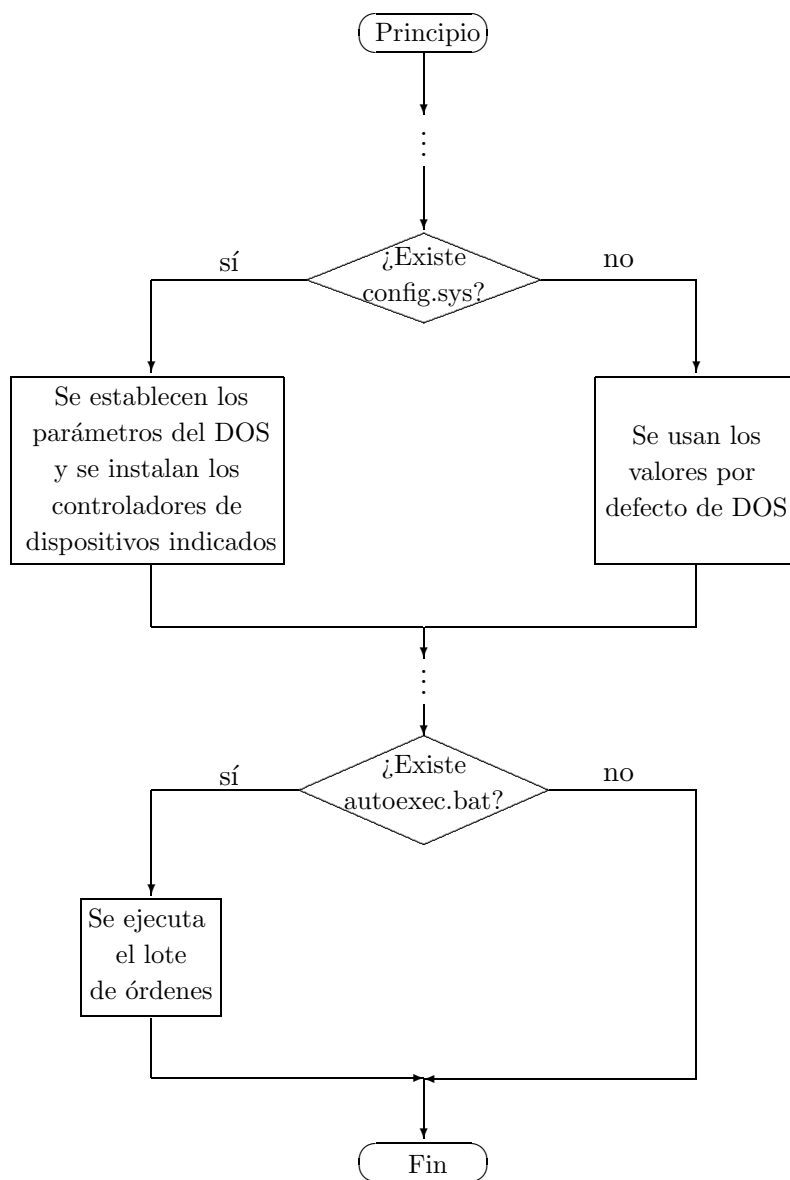 Principio
¿Existe
config.sys?
sí
no
Se establecen los
parámetros del DOS
y se instalan los
controladores de
dispositivos indicados
Se usan los
valores por
defecto de DOS
¿Existe
autoexec.bat?
sí
no
Se ejecuta
el lote
de órdenes
Fin